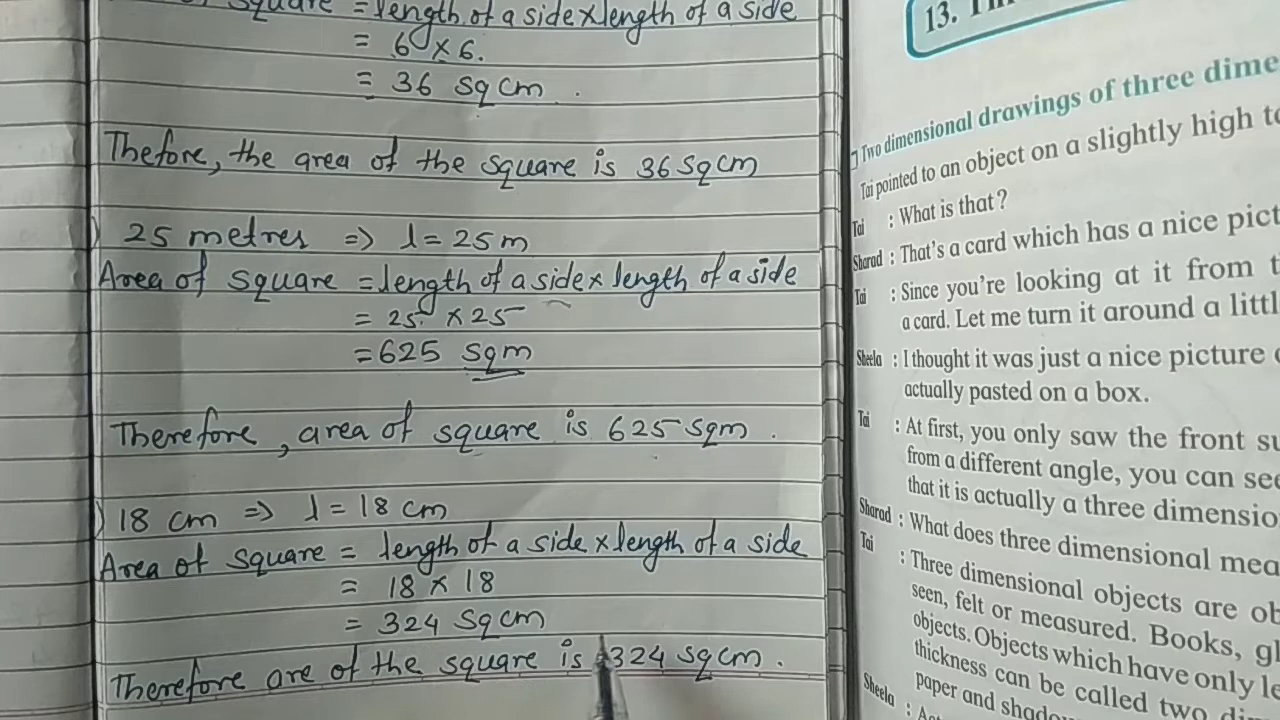 square = length of a side x length of a side
= 6 x 6.
= 36 sq cm .
Thefore, the area of the square is 36 sq cm
) 25 metres => l = 25 m
Area of square = length of a side x length of a side
= 25 x 25
= 625 sqm
Therefore , area of square is 625 sqm .
) 18 cm => l = 18 cm
Area of square = length of a side x length of a side
= 18 x 18
= 324 sq cm
Therefore are of the square is 324 sq cm .
13.
Two dimensional drawings of three dime
Tai pointed to an object on a slightly high
Tai : What is that?
Sharad : That's a card which has a nice pict
Tai : Since you're looking at it from t
a card. Let me turn it around a littl
Sheela : I thought it was just a nice picture
actually pasted on a box.
Tai : At first, you only saw the front su
from a different angle, you can see
that it is actually a three dimensio
Sharad : What does three dimensional mea
Tai : Three dimensional objects are ob
seen, felt or measured. Books, gl
objects. Objects which have only le
thickness can be called two
paper and shado
Sheela :